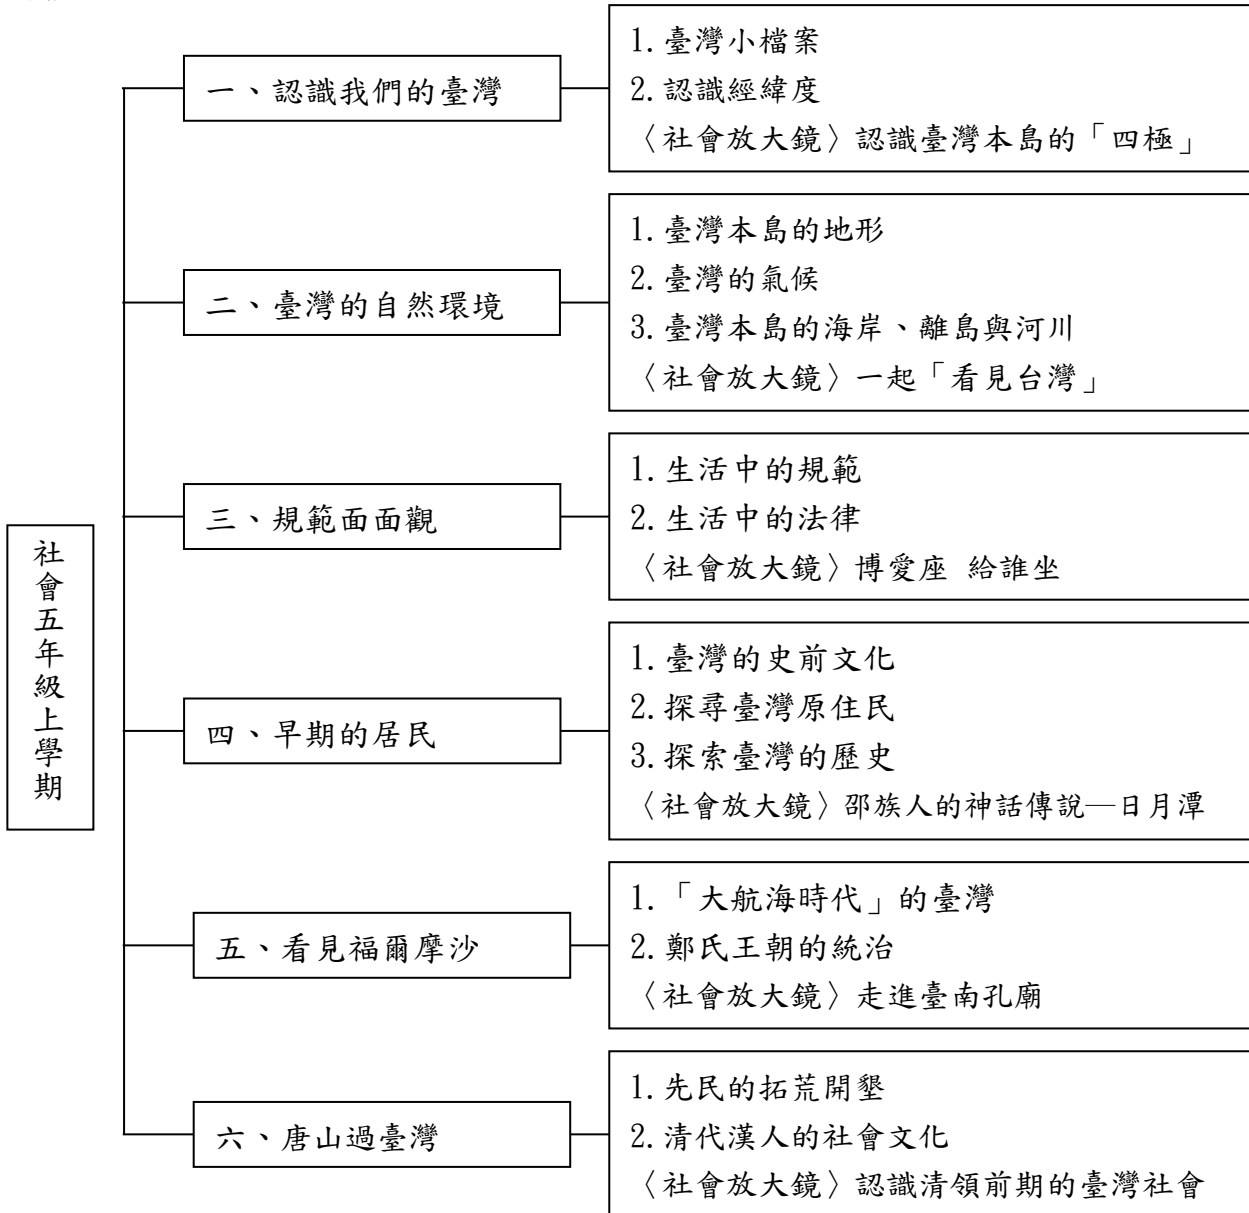 社會五年級上學期
一、認識我們的臺灣
1.臺灣小檔案
2.認識經緯度
〈社會放大鏡〉認識臺灣本島的「四極」
二、臺灣的自然環境
1.臺灣本島的地形
2.臺灣的氣候
3.臺灣本島的海岸、離島與河川
〈社會放大鏡〉一起「看見台灣」
三、規範面面觀
1.生活中的規範
2.生活中的法律
〈社會放大鏡〉博愛座 給誰坐
四、早期的居民
1.臺灣的史前文化
2.探尋臺灣原住民
3.探索臺灣的歷史
〈社會放大鏡〉邵族人的神話傳說─日月潭
五、看見福爾摩沙
1.「大航海時代」的臺灣
2.鄭氏王朝的統治
〈社會放大鏡〉走進臺南孔廟
六、唐山過臺灣
1.先民的拓荒開墾
2.清代漢人的社會文化
〈社會放大鏡〉認識清領前期的臺灣社會